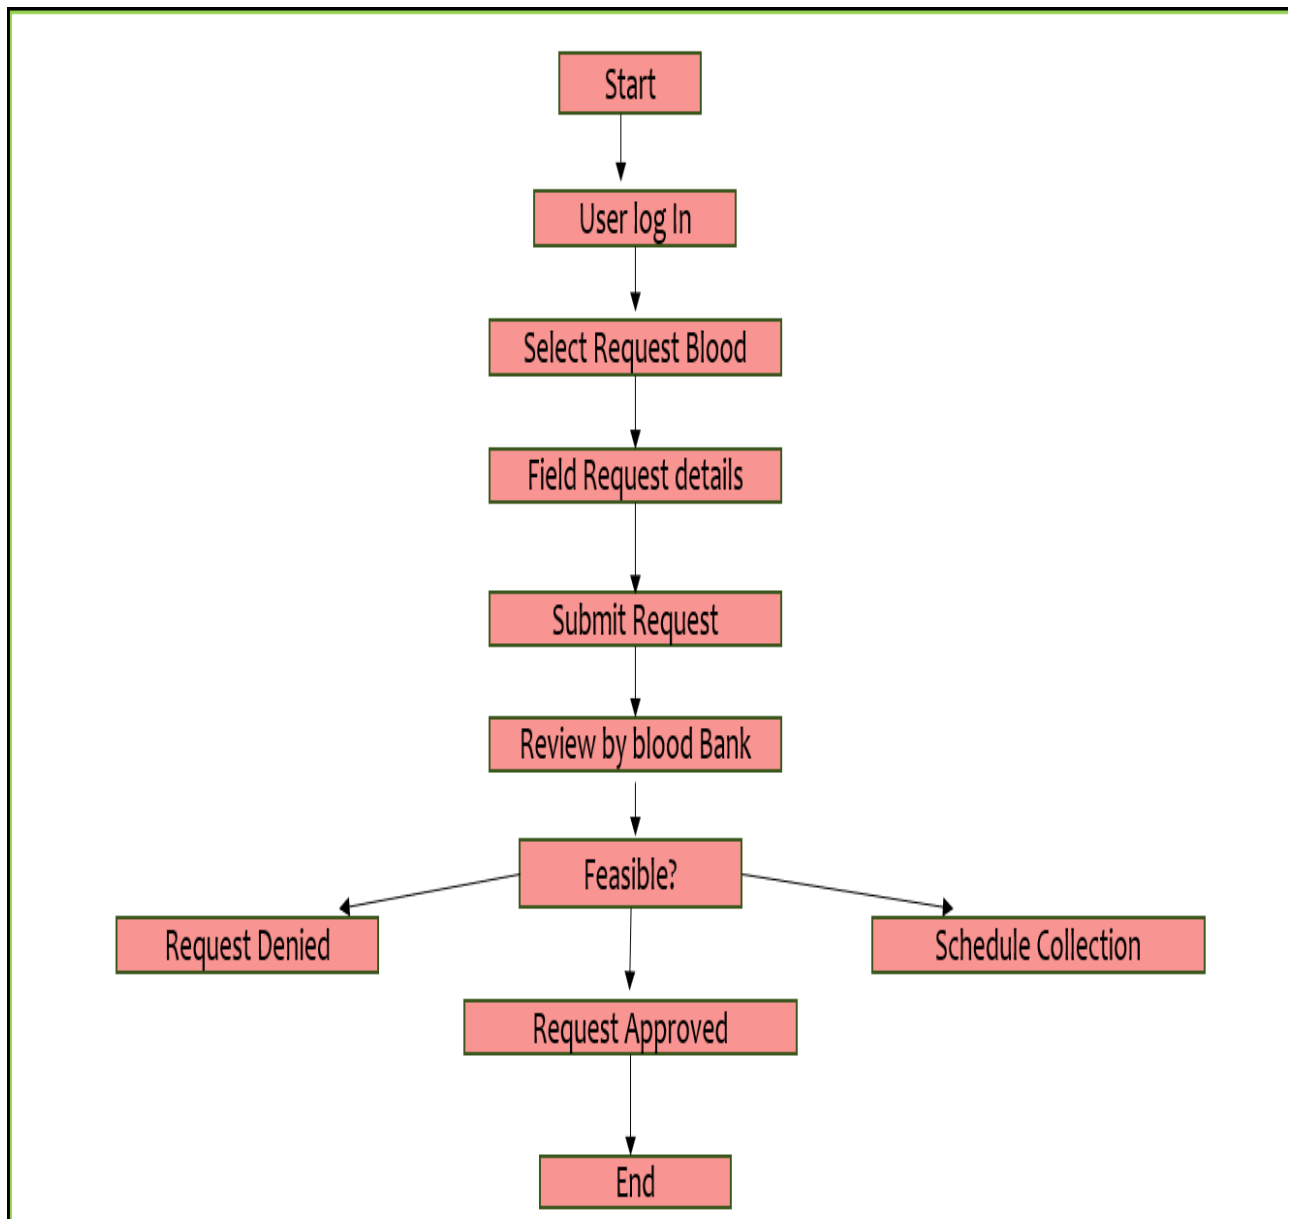 Start
User log In
Select Request Blood
Field Request details
Submit Request
Review by blood Bank
Feasible?
Request Denied
Schedule Collection
Request Approved
End